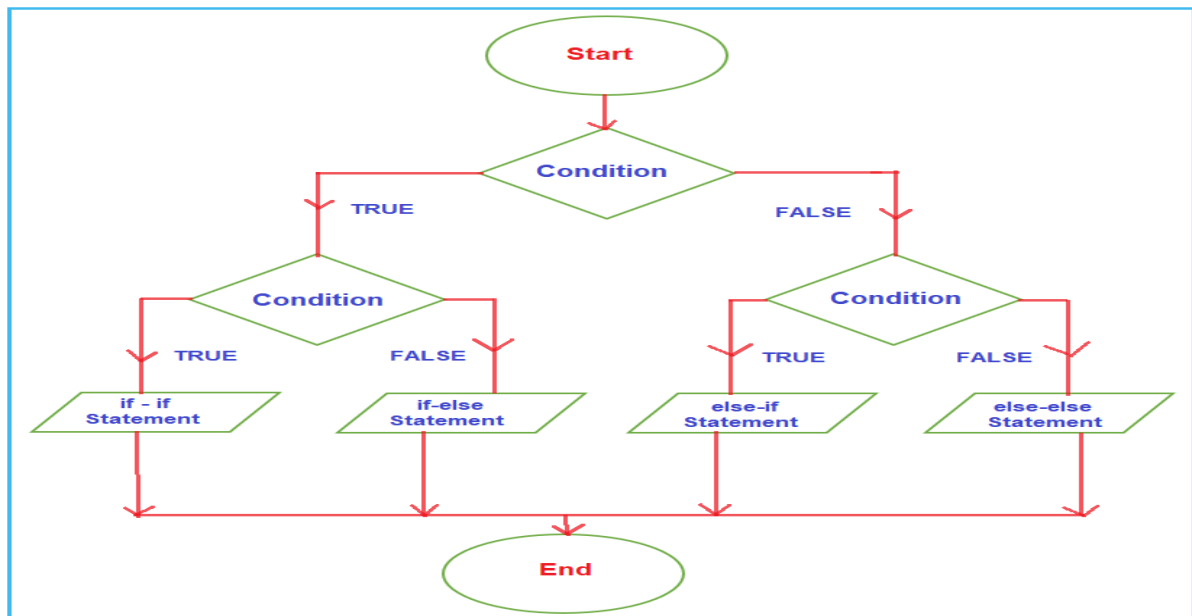 Start
Condition
TRUE
FALSE
Condition
Condition
TRUE
FALSE
TRUE
FALSE
if - if
Statement
if-else
Statement
else-if
Statement
else-else
Statement
End